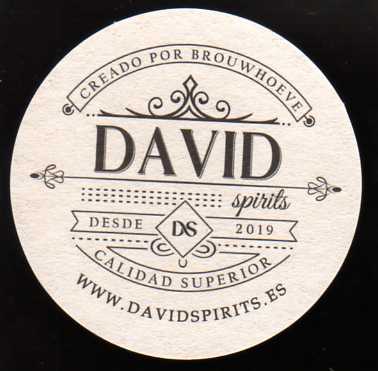 CREADO POR BROUWHOEVE
DAVID
spirits
DESDE DS 2019
CALIDAD SUPERIOR
WWW.DAVIDSPIRITS.ES